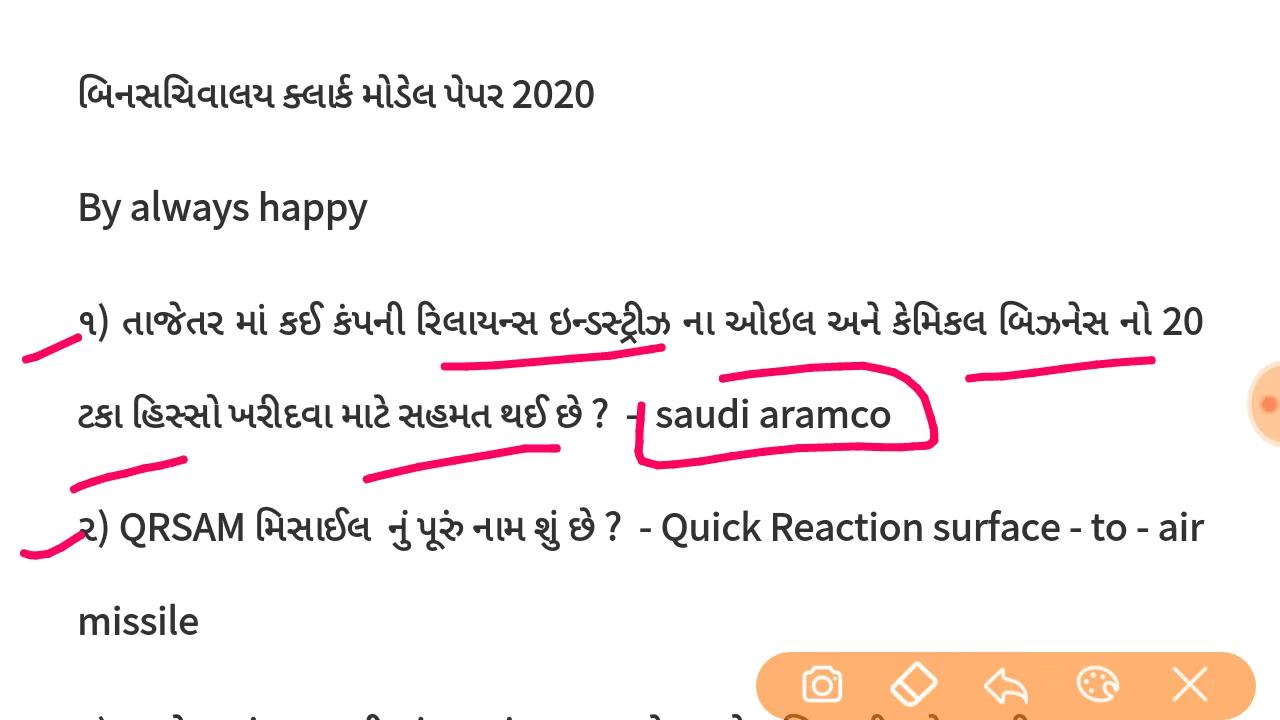 બિનસચિવાલય ક્લાર્ક મોડેલ પેપર 2020
By always happy
૧) તાજેતર માં કઈ કંપની રિલાયન્સ ઇન્ડસ્ટ્રીઝ ના ઓઇલ અને કેમિકલ બિઝનેસ નો 20
ટકા હિસ્સો ખરીદવા માટે સહમત થઈ છે ? - saudi aramco
૨) QRSAM મિસાઈલ નું પૂરું નામ શું છે ? - Quick Reaction surface - to - air
missile